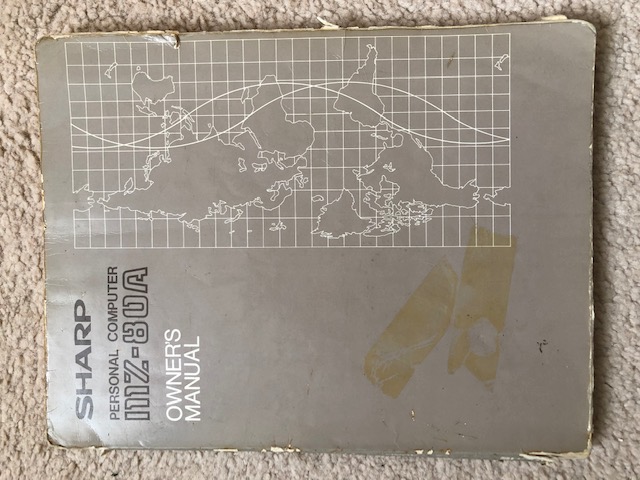 SHARP
PERSONAL COMPUTER
MZ-80A
OWNER'S
MANUAL